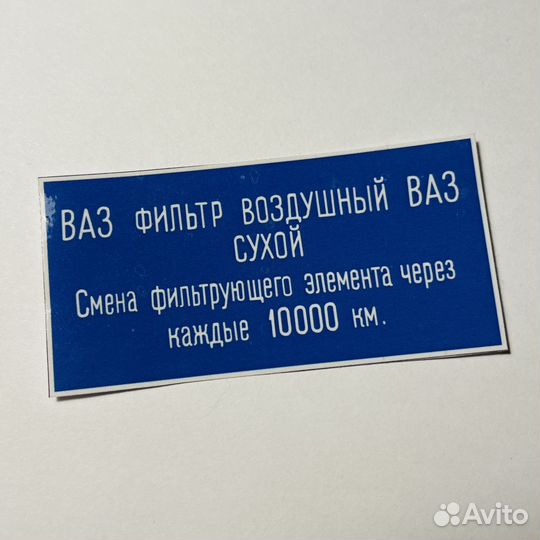 ВАЗ ФИЛЬТР ВОЗДУШНЫЙ ВАЗ
СУХОЙ
Смена фильтрующего элемента через
каждые 10000 км.
Avito